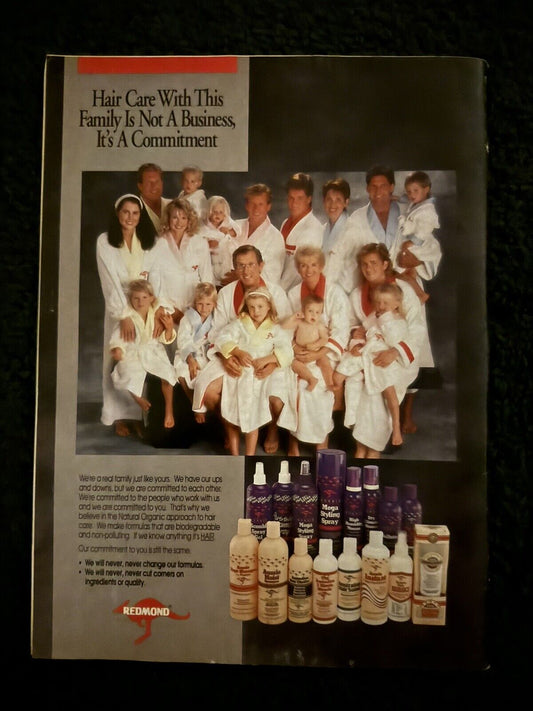 Hair Care With This
Family Is Not A Business,
It's A Commitment
We're a real family just like yours. We have our ups
and downs, but we are committed to each other.
We're committed to the people who work with us
and we are committed to you. That's why we
believe in the Natural Organic approach to hair
care. We make formulas that are biodegradable
and non-polluting. If we know anything it's HAIR.
Our commitment to you is still the same:
• We will never, never change our formulas.
• We will never, never cut corners on
ingredients or quality.
REDMOND
Mega
Styling
Spray
Mega
Styling
Spray